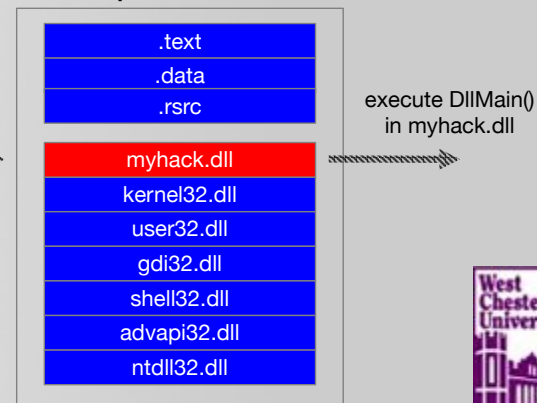 .text
.data
.rsrc
execute DllMain()
in myhack.dll
myhack.dll
kernel32.dll
user32.dll
gdi32.dll
shell32.dll
advapi32.dll
ntdll32.dll
West